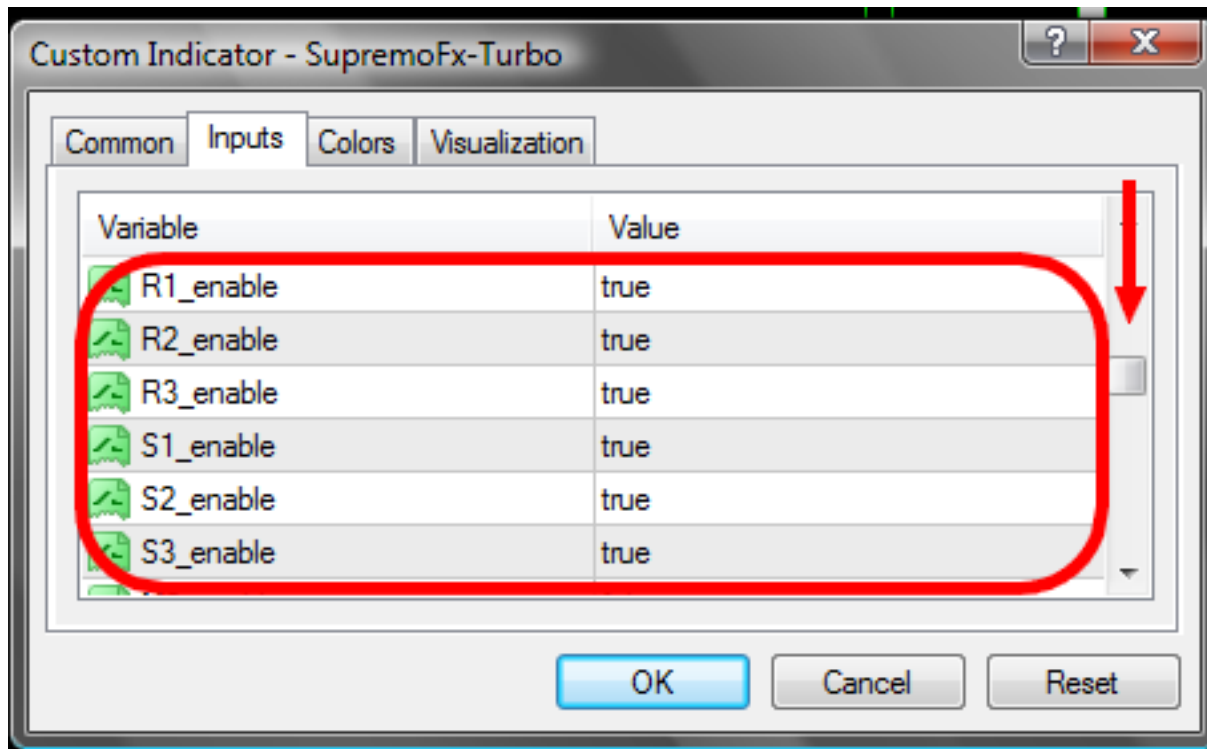 Custom Indicator - SupremoFx-Turbo
?
Common Inputs Colors Visualization
Variable Value
R1_enable true
R2_enable true
R3_enable true
S1_enable true
S2_enable true
S3_enable true
OK Cancel Reset